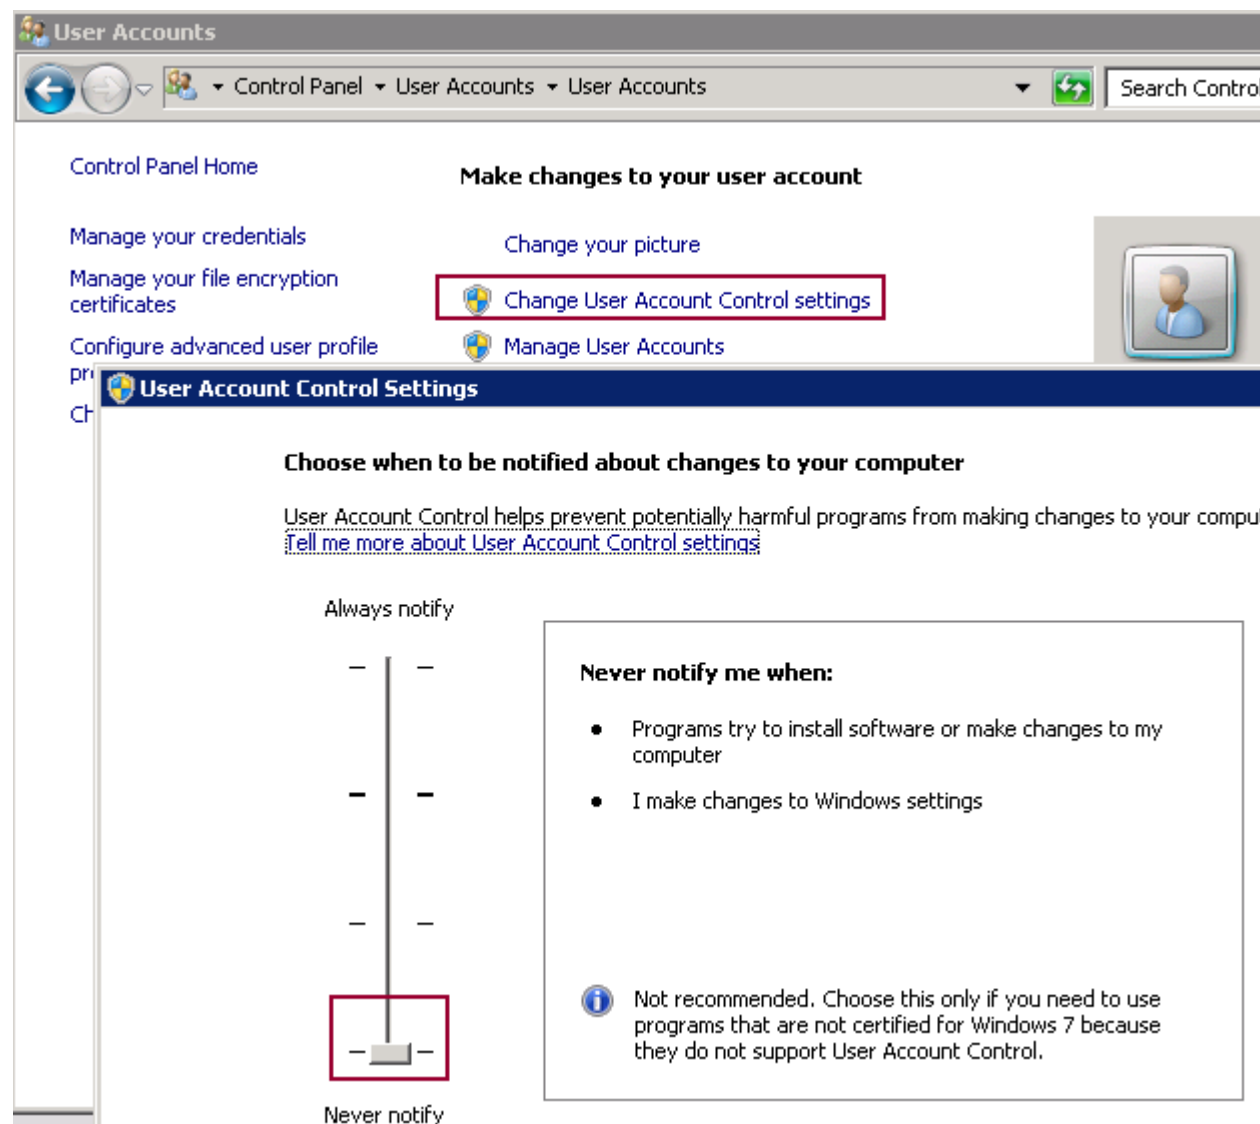 User Accounts
Control Panel User Accounts User Accounts
Search Control
Control Panel Home
Make changes to your user account
Manage your credentials
Change your picture
Manage your file encryption
certificates
Change User Account Control settings
Configure advanced user profile
Manage User Accounts
User Account Control Settings
Choose when to be notified about changes to your computer
User Account Control helps prevent potentially harmful programs from making changes to your
Tell me more about User Account Control settings
Always notify
Never notify me when:
Programs try to install software or make changes to my
computer
I make changes to Windows settings
Not recommended. Choose this only if you need to use
programs that are not certified for Windows 7 because
they do not support User Account Control.
Never notify